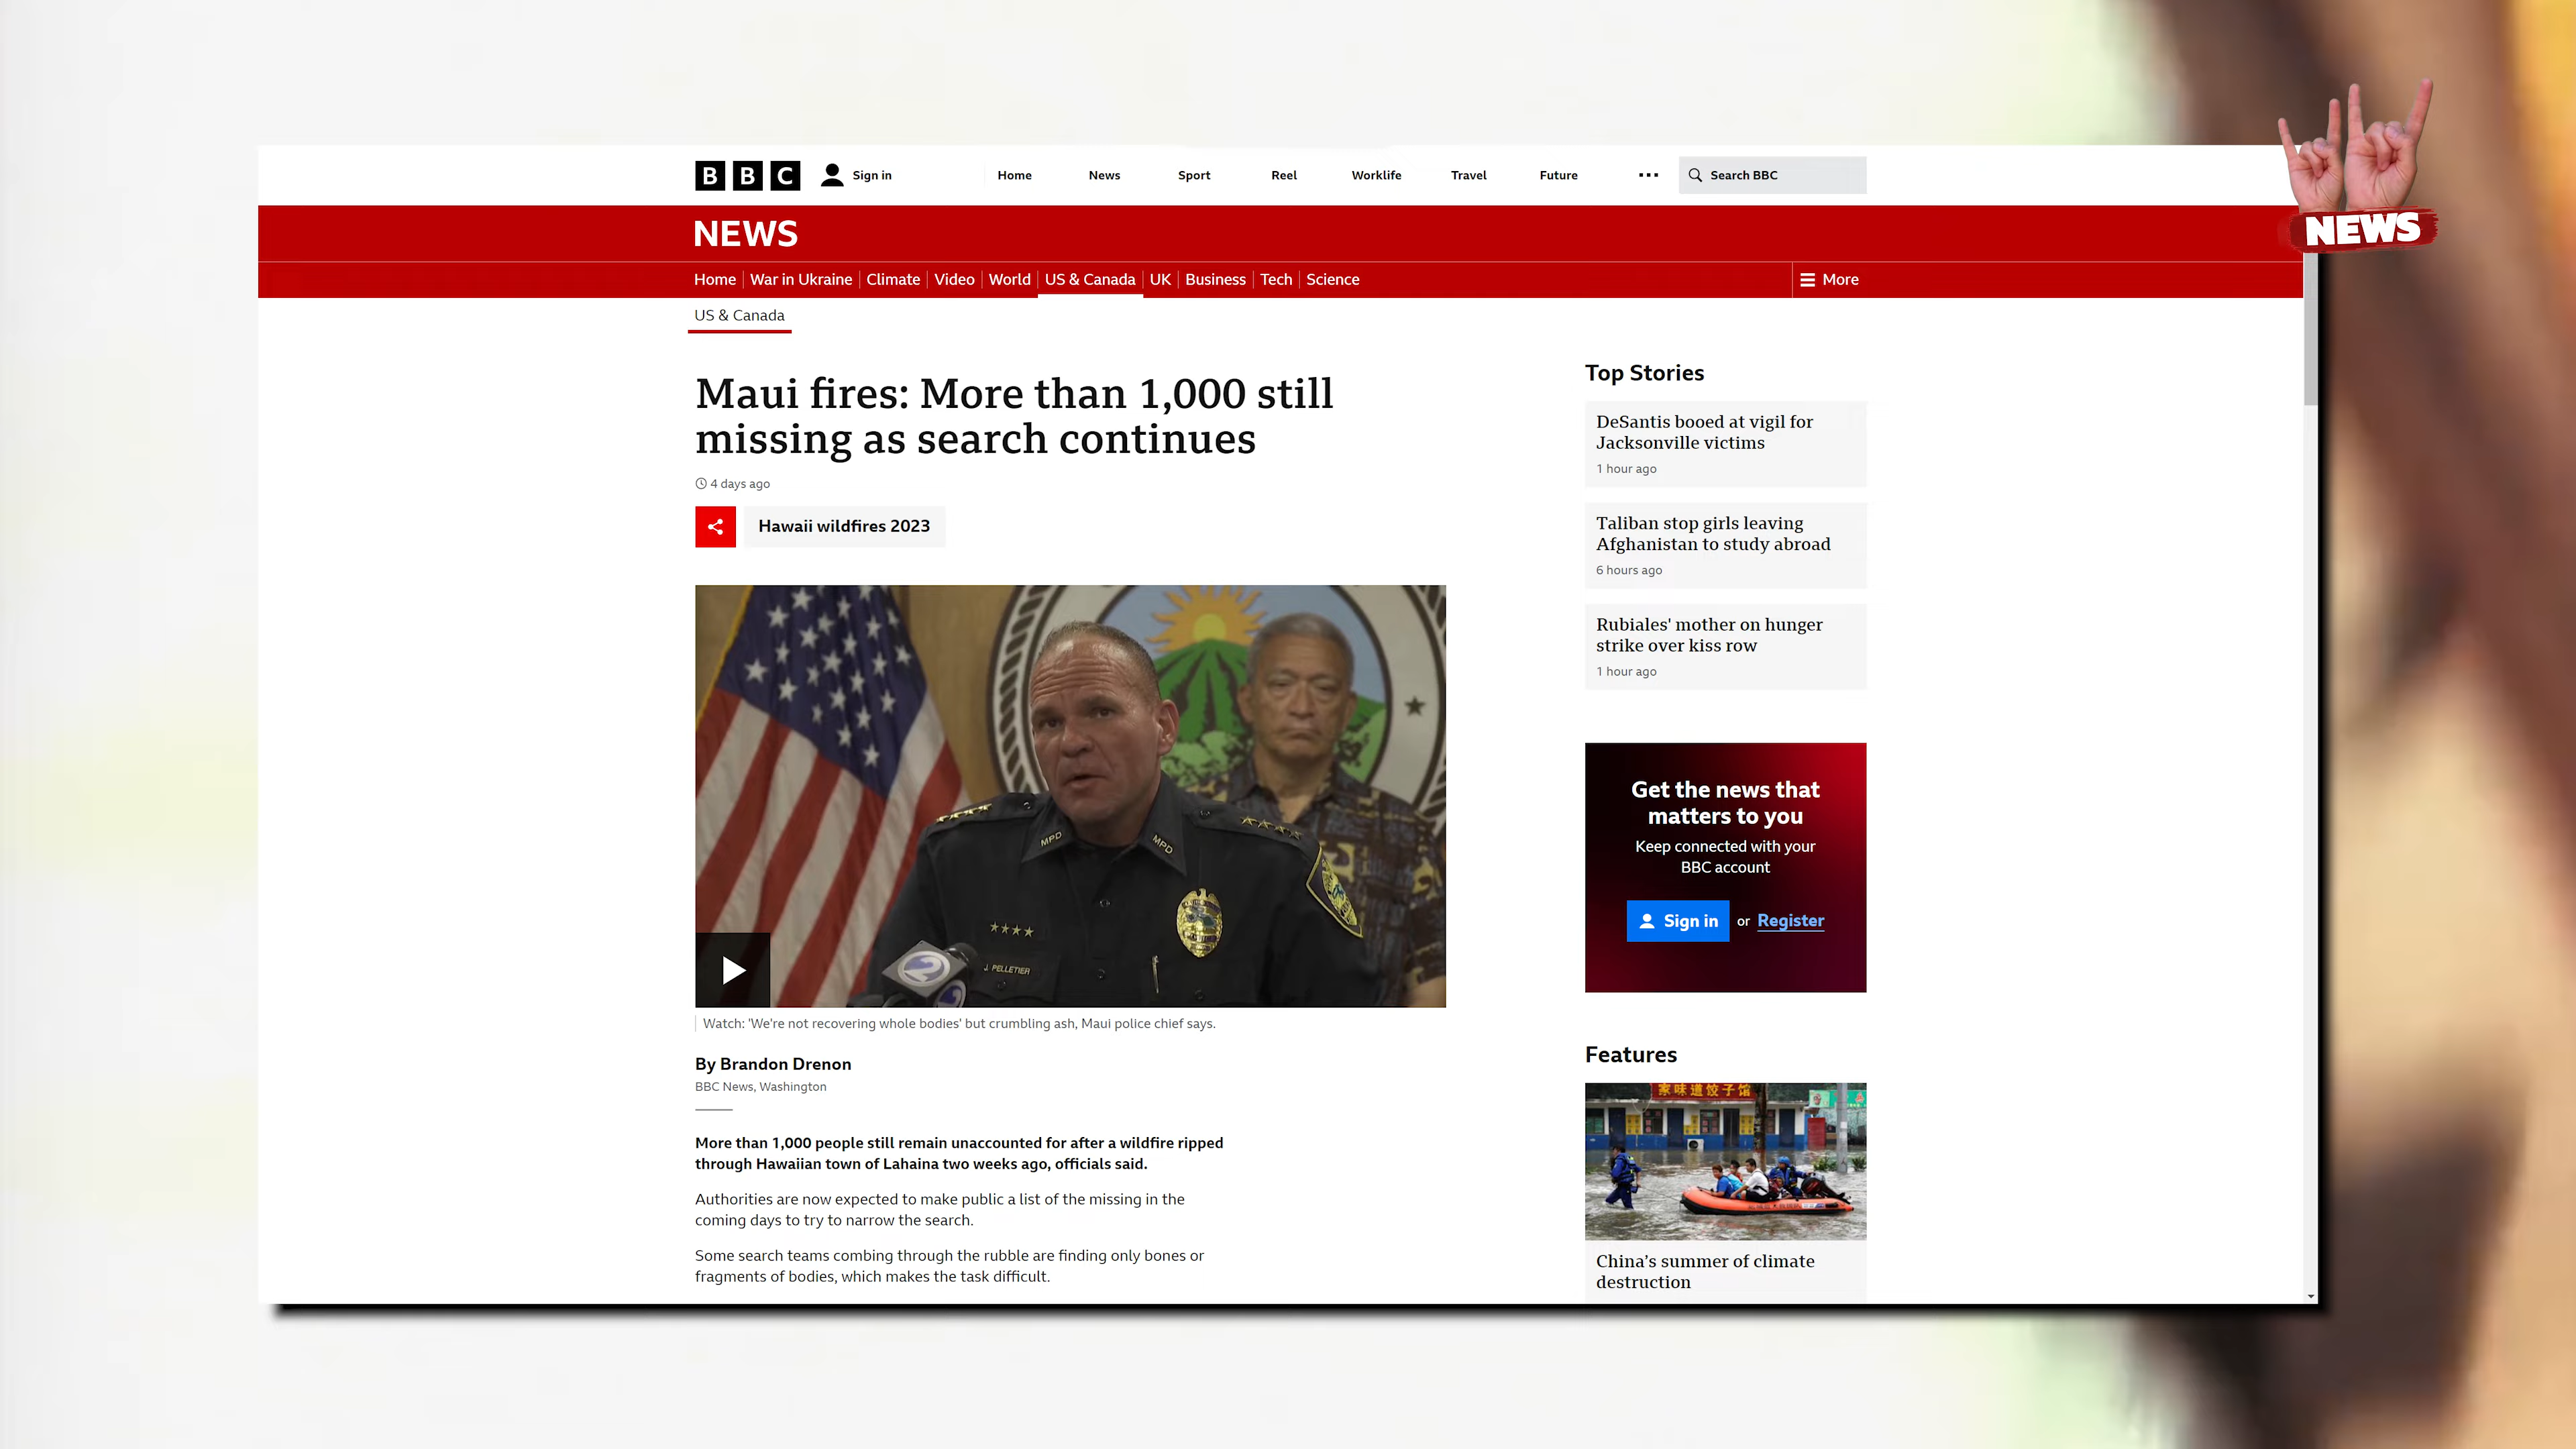 BBC
Sign in
Home
News
Sport
Reel
Worklife
Travel
Future
Search BBC
NEWS
NEWS
Home
War in Ukraine
Climate
Video
World
US & Canada
UK
Business
Tech
Science
More
US & Canada
Maui fires: More than 1,000 still
missing as search continues
4 days ago
Hawaii wildfires 2023
MPD
MPD
J. PELLETIER
2
Watch: 'We're not recovering whole bodies' but crumbling ash, Maui police chief says.
By Brandon Drenon
BBC News, Washington
More than 1,000 people still remain unaccounted for after a wildfire ripped
through Hawaiian town of Lahaina two weeks ago, officials said.
Authorities are now expected to make public a list of the missing in the
coming days to try to narrow the search.
Some search teams combing through the rubble are finding only bones or
fragments of bodies, which makes the task difficult.
Top Stories
DeSantis booed at vigil for
Jacksonville victims
1 hour ago
Taliban stop girls leaving
Afghanistan to study abroad
6 hours ago
Rubiales' mother on hunger
strike over kiss row
1 hour ago
Get the news that
matters to you
Keep connected with your
BBC account
Sign in or Register
Features
家味道饺子馆
China's summer of climate
destruction